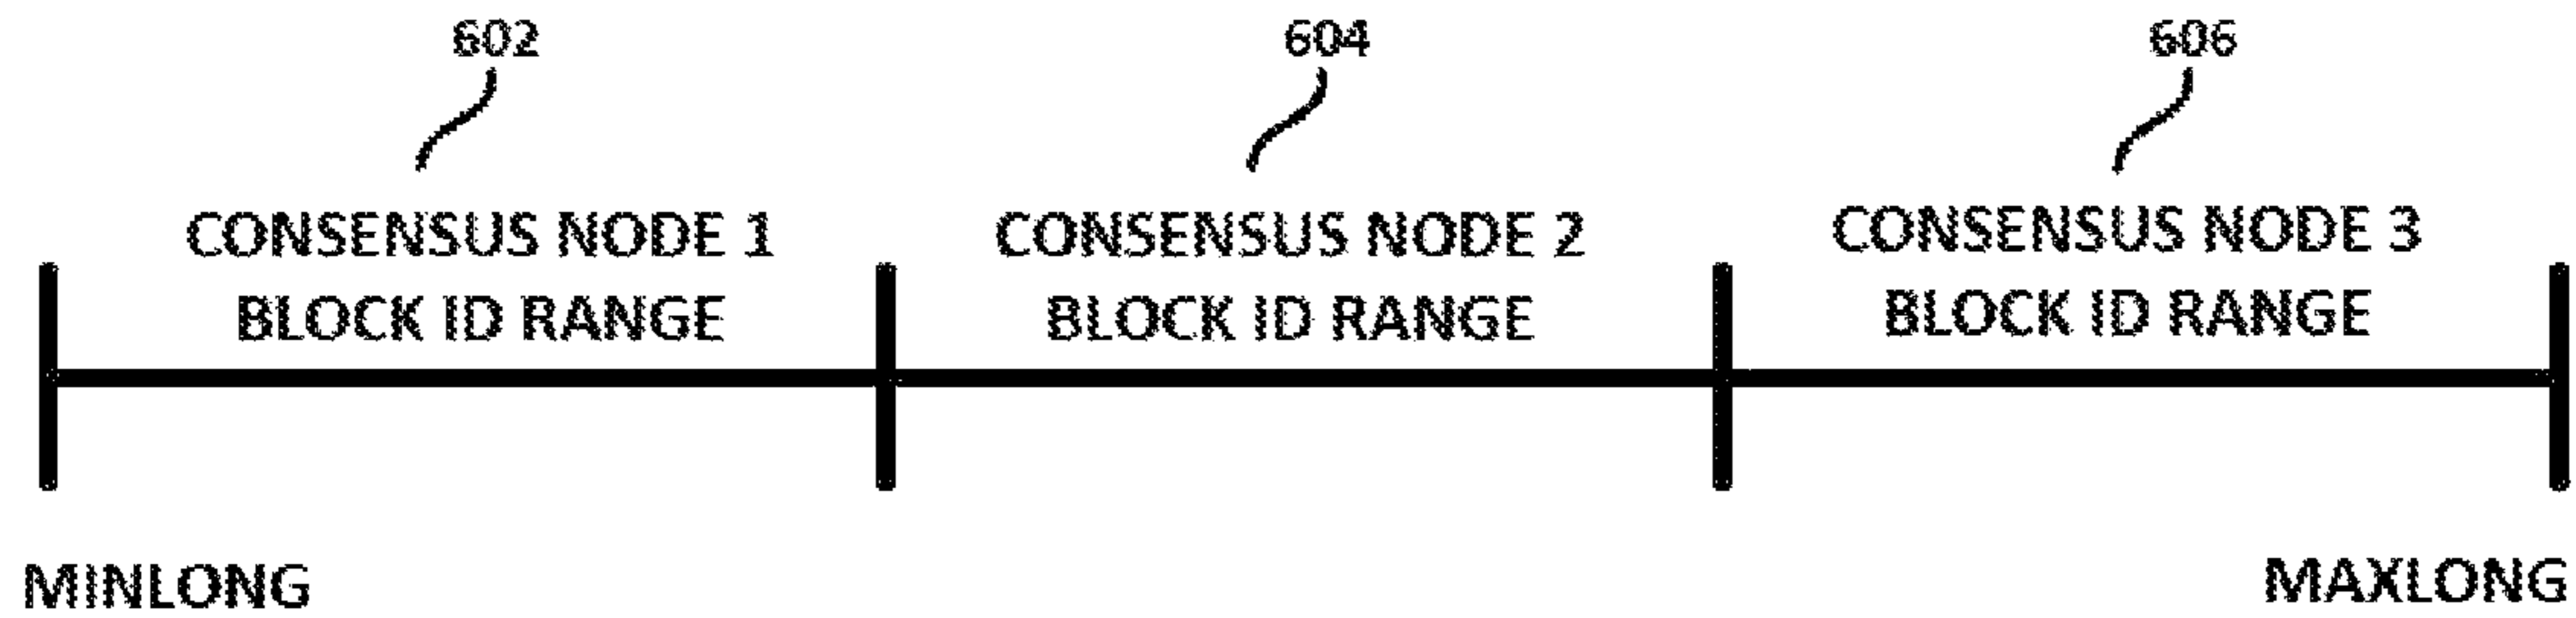 602 604 606
CONSENSUS NODE 1 CONSENSUS NODE 2 CONSENSUS NODE 3
BLOCK ID RANGE BLOCK ID RANGE BLOCK ID RANGE
MINLONG MAXLONG